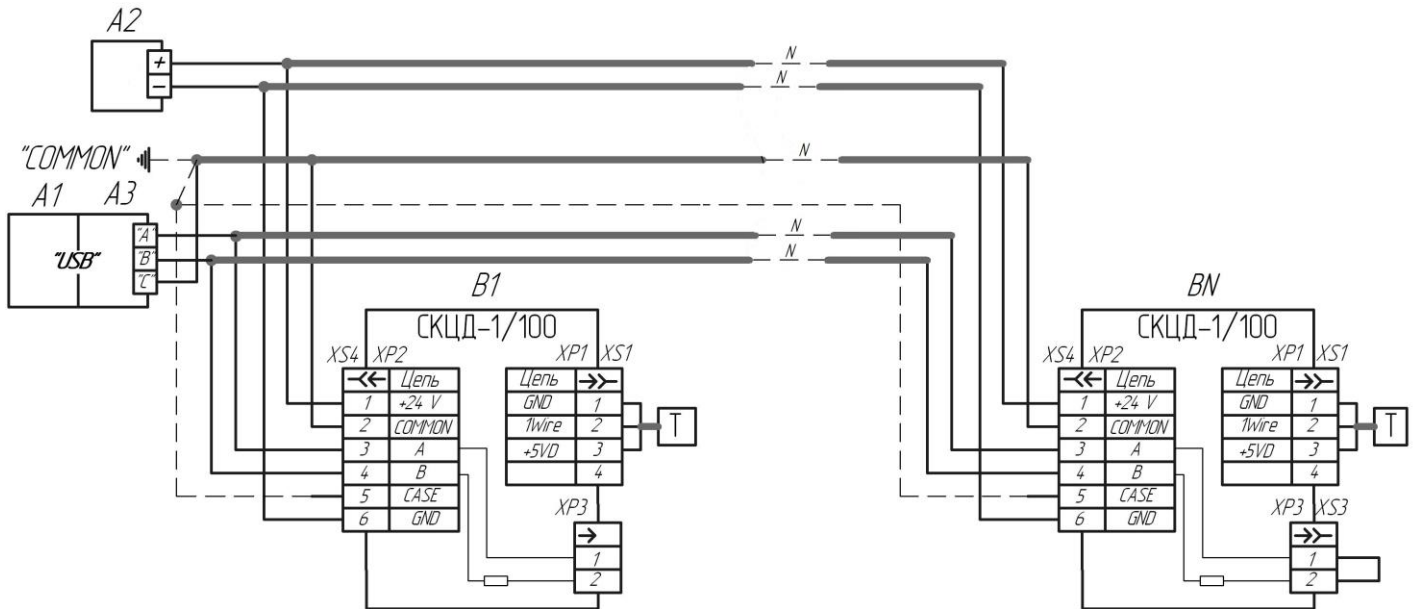 A2
+
−
N
N
"COMMON"
N
A1 A3
"A"
"USB"
"B"
"C"
N
N
B1
СКЦД-1/100
XS4 XP2
XP1 XS1
Цепь
1 +24 V
2 COMMON
3 A
4 B
5 CASE
6 GND
Цепь
GND 1
1Wire 2
+5VD 3
4
T
XP3
1
2
BN
СКЦД-1/100
XS4 XP2
XP1 XS1
Цепь
1 +24 V
2 COMMON
3 A
4 B
5 CASE
6 GND
Цепь
GND 1
1Wire 2
+5VD 3
4
T
XP3 XS3
1
2